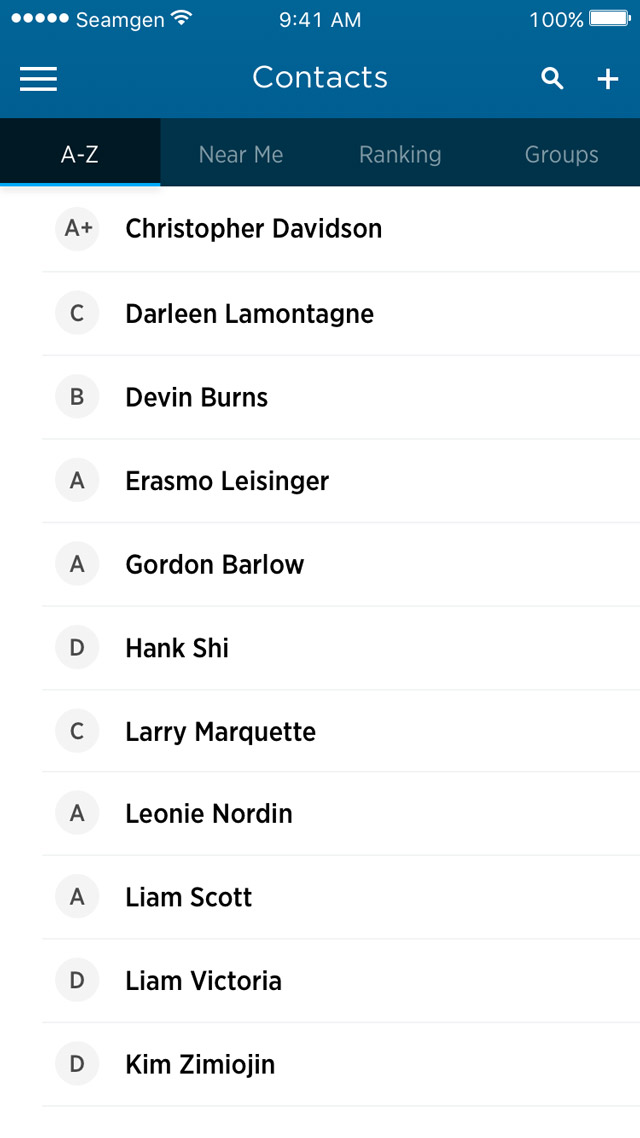 Seamgen 9:41 AM 100%
Contacts
A-Z Near Me Ranking Groups
A+ Christopher Davidson
C Darleen Lamontagne
B Devin Burns
A Erasmo Leisinger
A Gordon Barlow
D Hank Shi
C Larry Marquette
A Leonie Nordin
A Liam Scott
D Liam Victoria
D Kim Zimiojin